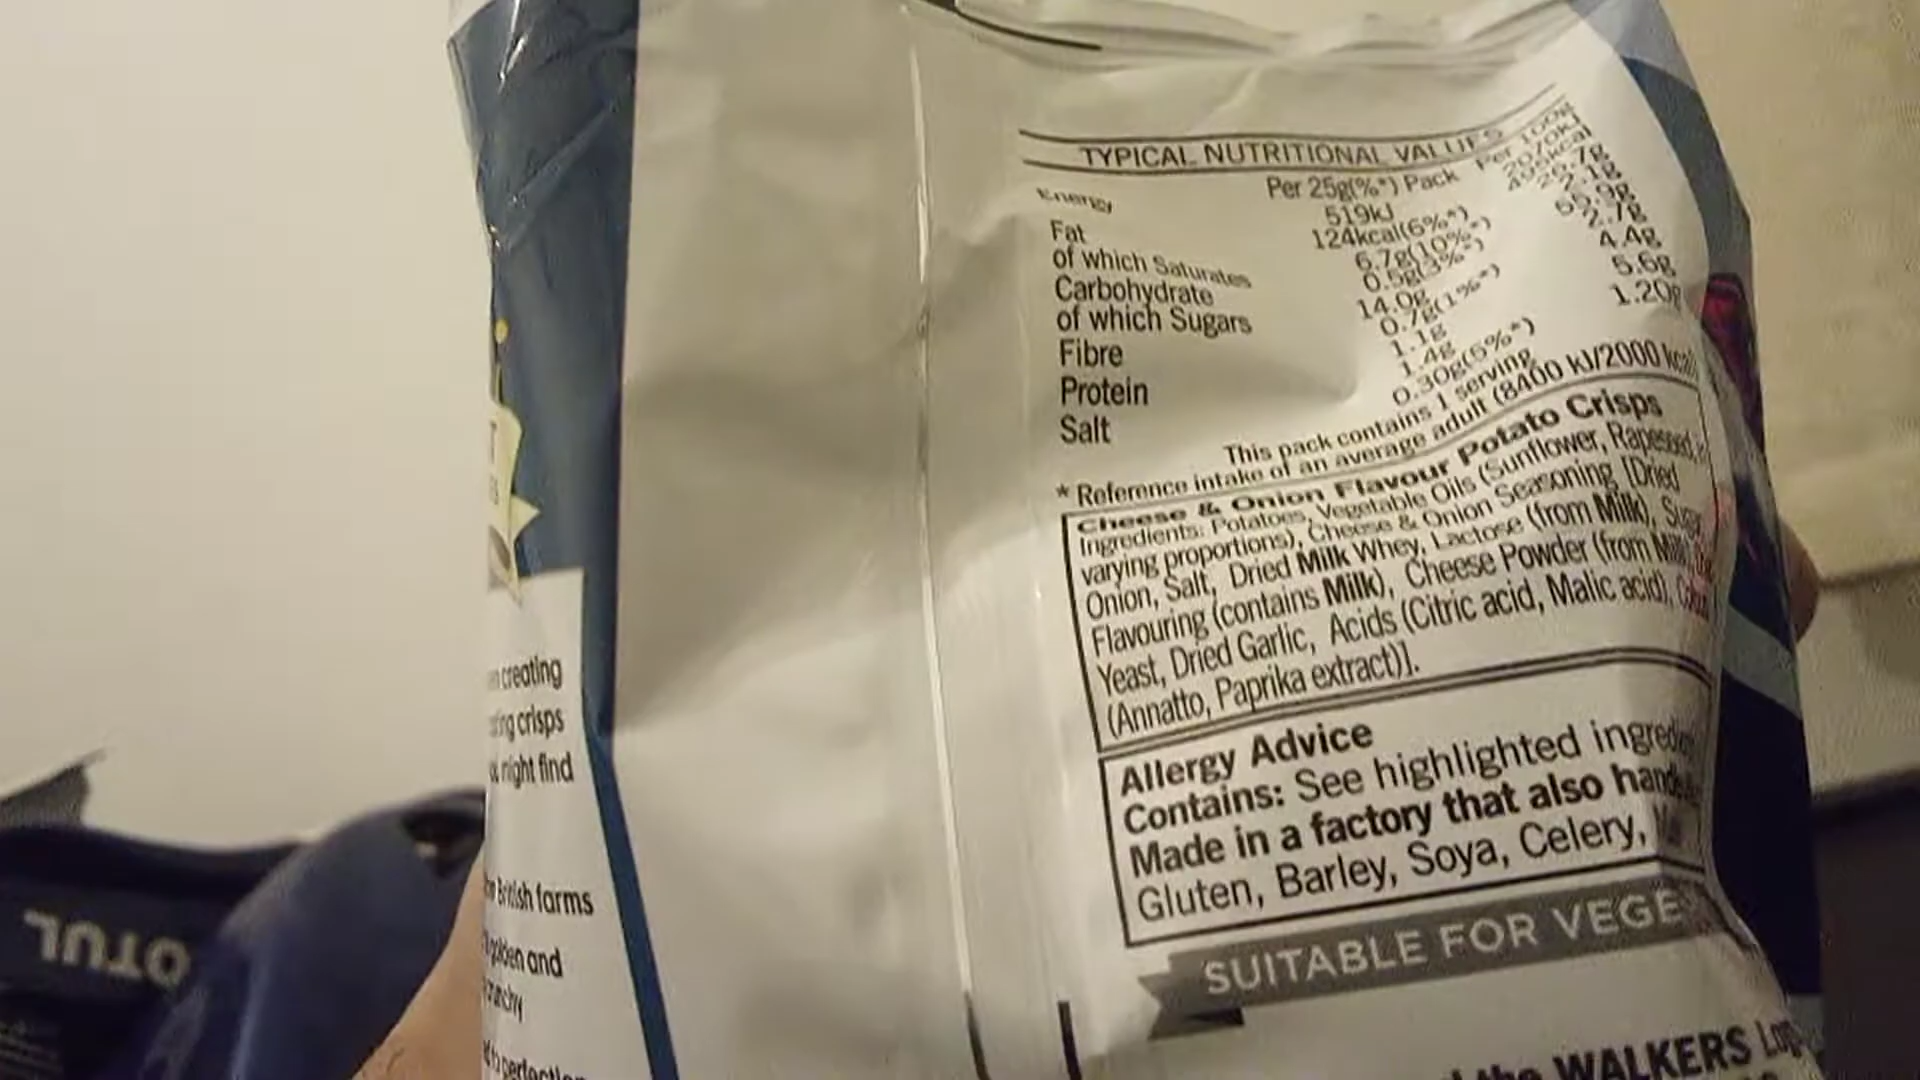 TYPICAL NUTRITIONAL VALUES
Per 25g(%*) Pack Per 100g
Energy 519kJ 2070kJ
124kcal(6%*) 495kcal
Fat 6.7g(10%*) 26.7g
of which Saturates 0.5g(3%*) 2.1g
Carbohydrate 14.0g 55.9g
of which Sugars 0.7g(1%*) 2.7g
Fibre 1.1g 4.4g
Protein 1.4g 5.6g
Salt 0.30g(5%*) 1.20g
This pack contains 1 serving
* Reference intake of an average adult (8400 kJ/2000 kcal)
Cheese & Onion Flavour Potato Crisps
Ingredients: Potatoes, Vegetable Oils (Sunflower, Rapeseed, in
varying proportions), Cheese & Onion Seasoning [Dried
Onion, Salt, Dried Milk Whey, Lactose (from Milk), Sugar,
Flavouring (contains Milk), Cheese Powder (from Milk),
Yeast, Dried Garlic, Acids (Citric acid, Malic acid),
(Annatto, Paprika extract)].
Allergy Advice
Contains: See highlighted
Made in a factory that also
Gluten, Barley, Soya, Celery,
SUITABLE FOR VEGE
the WALKERS
creating
crisps
might find
British farms
golden and
crunchy
to perfection
OTUL